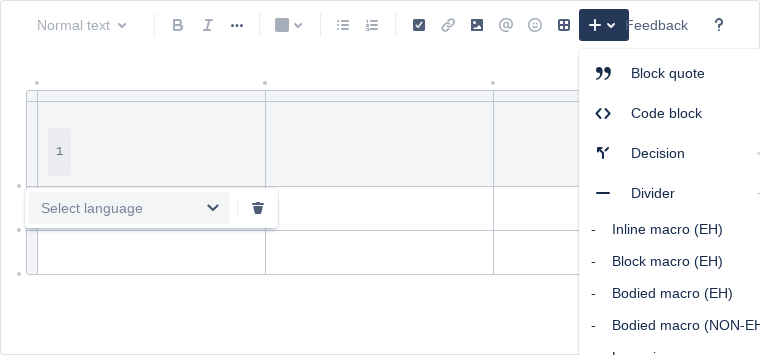 Normal text
Feedback
Block quote
Code block
Decision
Divider
Inline macro (EH)
Block macro (EH)
Bodied macro (EH)
Bodied macro (NON-EH
1
Select language